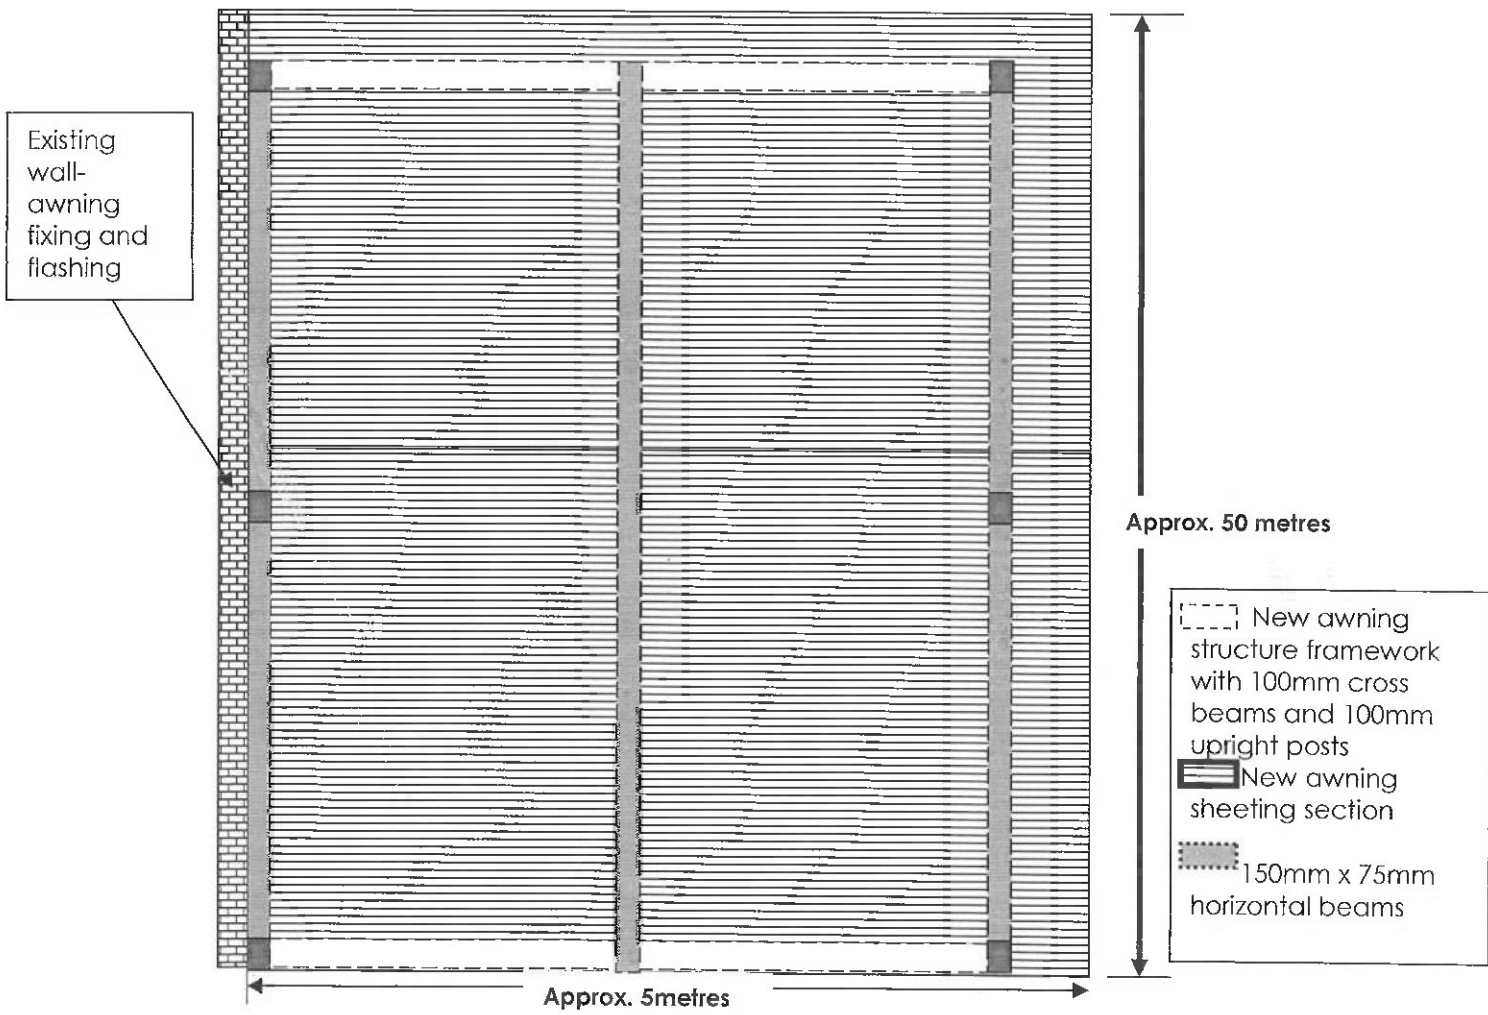 Existing
wall-
awning
fixing and
flashing
Approx. 50 metres
New awning
structure framework
with 100mm cross
beams and 100mm
upright posts
New awning
sheeting section
150mm x 75mm
horizontal beams
Approx. 5metres